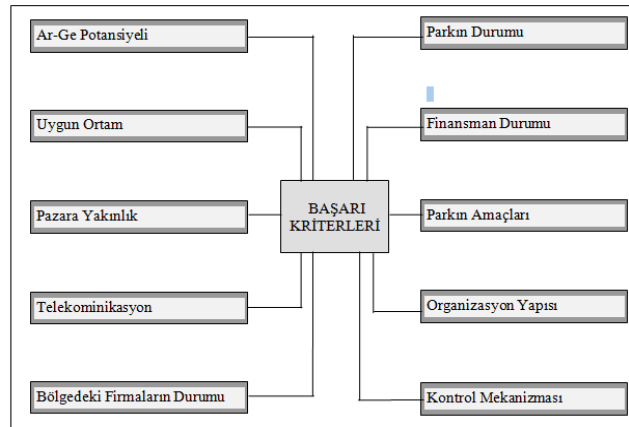 Ar-Ge Potansiyeli
Uygun Ortam
Pazara Yakınlık
Telekominikasyon
Bölgedeki Firmaların Durumu
BAŞARI
KRİTERLERİ
Parkın Durumu
Finansman Durumu
Parkın Amaçları
Organizasyon Yapısı
Kontrol Mekanizması